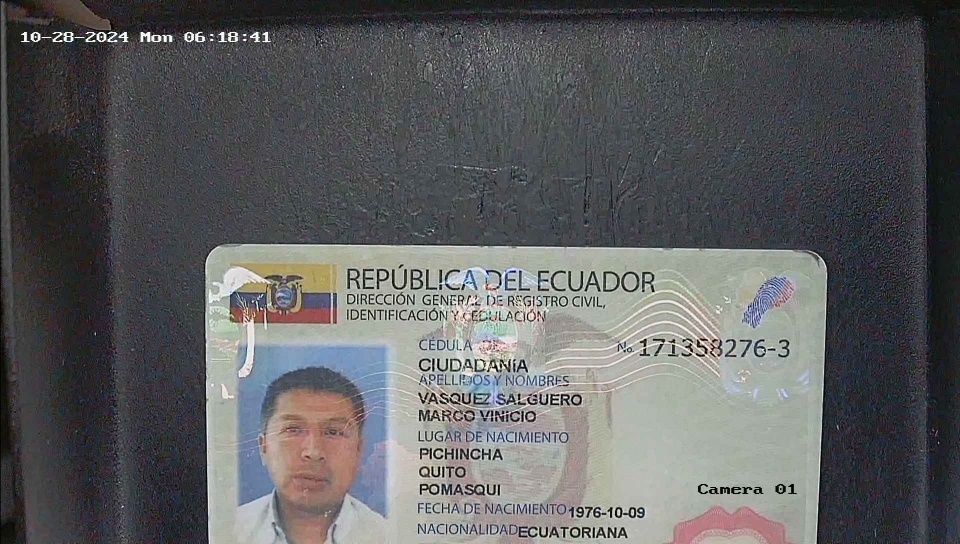 10-28-2024 Mon 06:18:41
REPÚBLICA DEL ECUADOR
DIRECCIÓN GENERAL DE REGISTRO CIVIL,
IDENTIFICACIÓN Y CEDULACIÓN
CÉDULA DE
No. 171358276-3
CIUDADANÍA
APELLIDOS Y NOMBRES
VASQUEZ SALGUERO
MARCO VINICIO
LUGAR DE NACIMIENTO
PICHINCHA
QUITO
POMASQUI
Camera 01
FECHA DE NACIMIENTO 1976-10-09
NACIONALIDAD ECUATORIANA